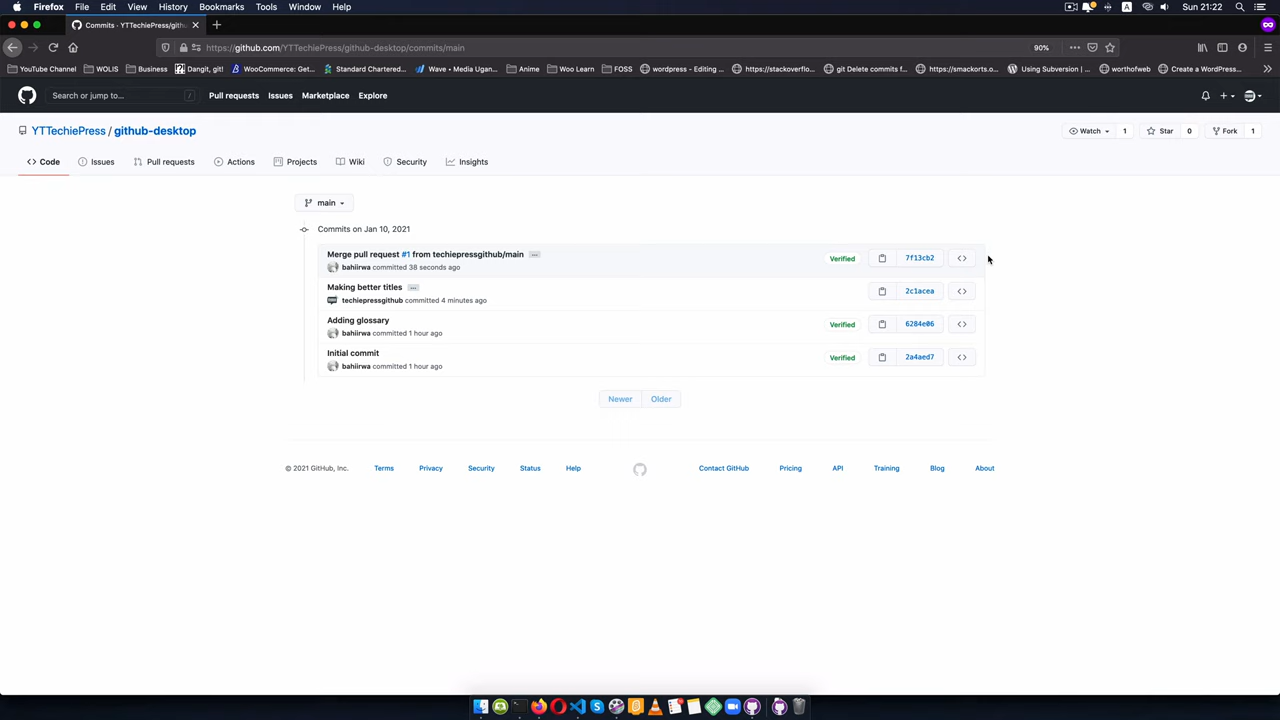 Firefox File Edit View History Bookmarks Tools Window Help A Sun 21:22
Commits · YTTechiePress/githu
https://github.com/YTTechiePress/github-desktop/commits/main 90%
YouTube Channel WOLIS Business Dangit, git! WooCommerce: Get... Standard Chartered... Wave • Media Ugan... Anime Woo Learn FOSS wordpress - Editing ... https://stackoverflo... git Delete commits f... https://smackorts.o... Using Subversion | ... worthofweb Create a WordPress...
Search or jump to... / Pull requests Issues Marketplace Explore
YTTechiePress / github-desktop Watch 1 Star 0 Fork 1
Code Issues Pull requests Actions Projects Wiki Security Insights
main
Commits on Jan 10, 2021
Merge pull request #1 from techiepressgithub/main ...
bahiirwa committed 38 seconds ago Verified 7f13cb2
Making better titles ...
techiepressgithub committed 4 minutes ago 2c1acea
Adding glossary
bahiirwa committed 1 hour ago Verified 6284e06
Initial commit
bahiirwa committed 1 hour ago Verified 2a4aed7
Newer Older
© 2021 GitHub, Inc. Terms Privacy Security Status Help Contact GitHub Pricing API Training Blog About